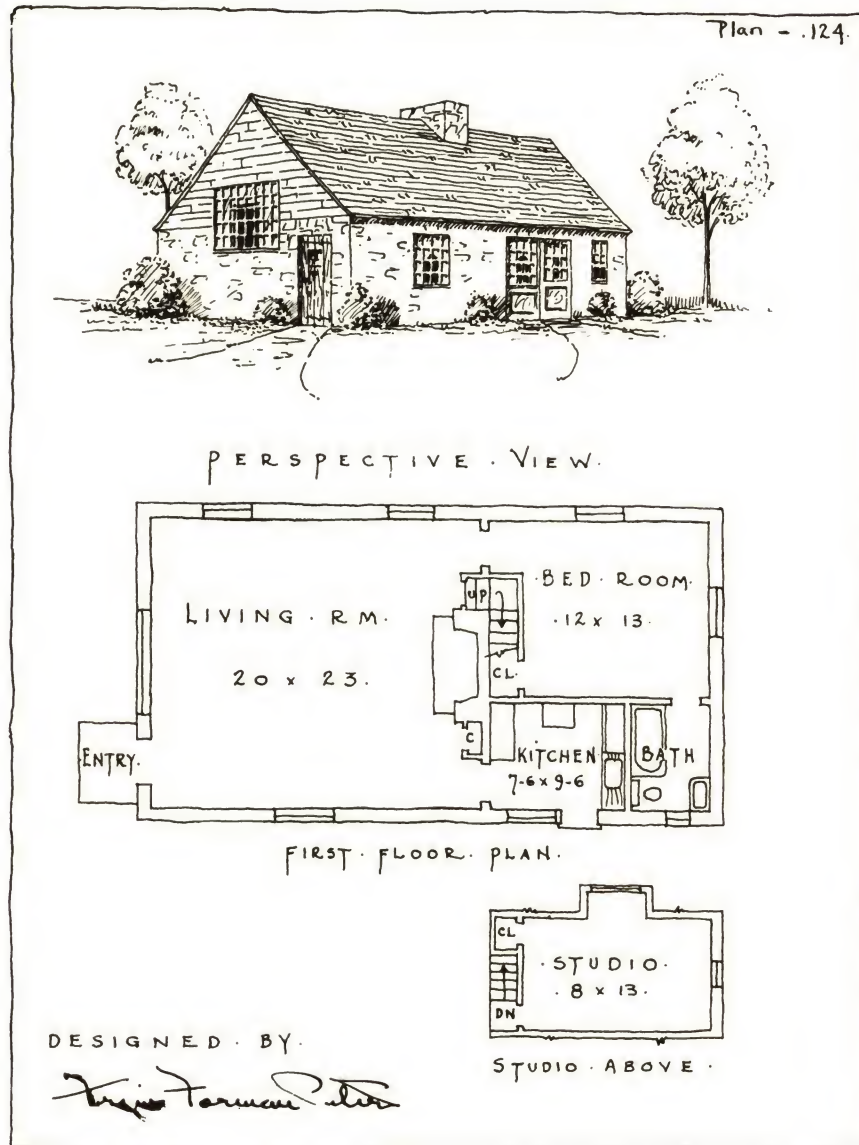 Plan - .124.
PERSPECTIVE . VIEW.
LIVING . RM.
20 x 23.
UP
. BED . ROOM.
. 12 x 13 .
CL.
C
.ENTRY.
KITCHEN
7-6 x 9-6
BATH
FIRST . FLOOR . PLAN .
CL
. STUDIO .
. 8 x 13 .
DN
STUDIO . ABOVE .
DESIGNED . BY .
Forman